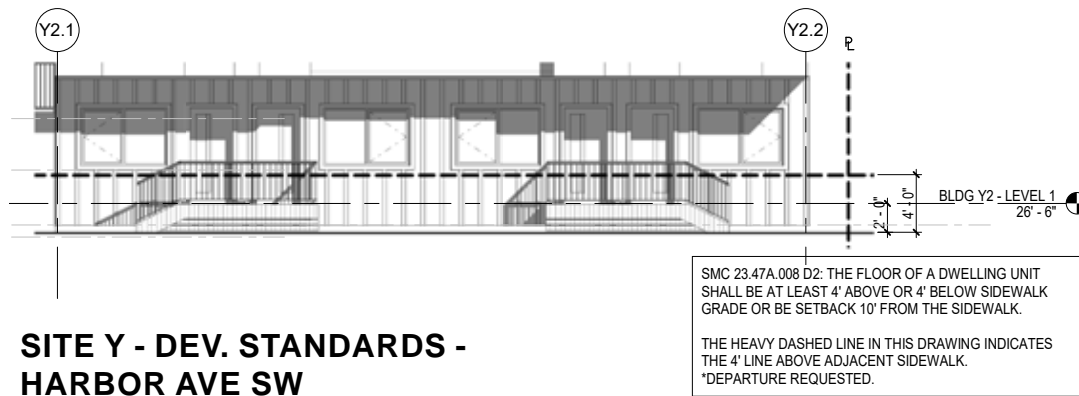 Y2.1
Y2.2
PL
BLDG Y2 - LEVEL 1
26' - 6"
2' - 0"
4' - 0"
SMC 23.47A.008 D2: THE FLOOR OF A DWELLING UNIT
SHALL BE AT LEAST 4' ABOVE OR 4' BELOW SIDEWALK
GRADE OR BE SETBACK 10' FROM THE SIDEWALK.
THE HEAVY DASHED LINE IN THIS DRAWING INDICATES
THE 4' LINE ABOVE ADJACENT SIDEWALK.
*DEPARTURE REQUESTED.
SITE Y - DEV. STANDARDS -
HARBOR AVE SW